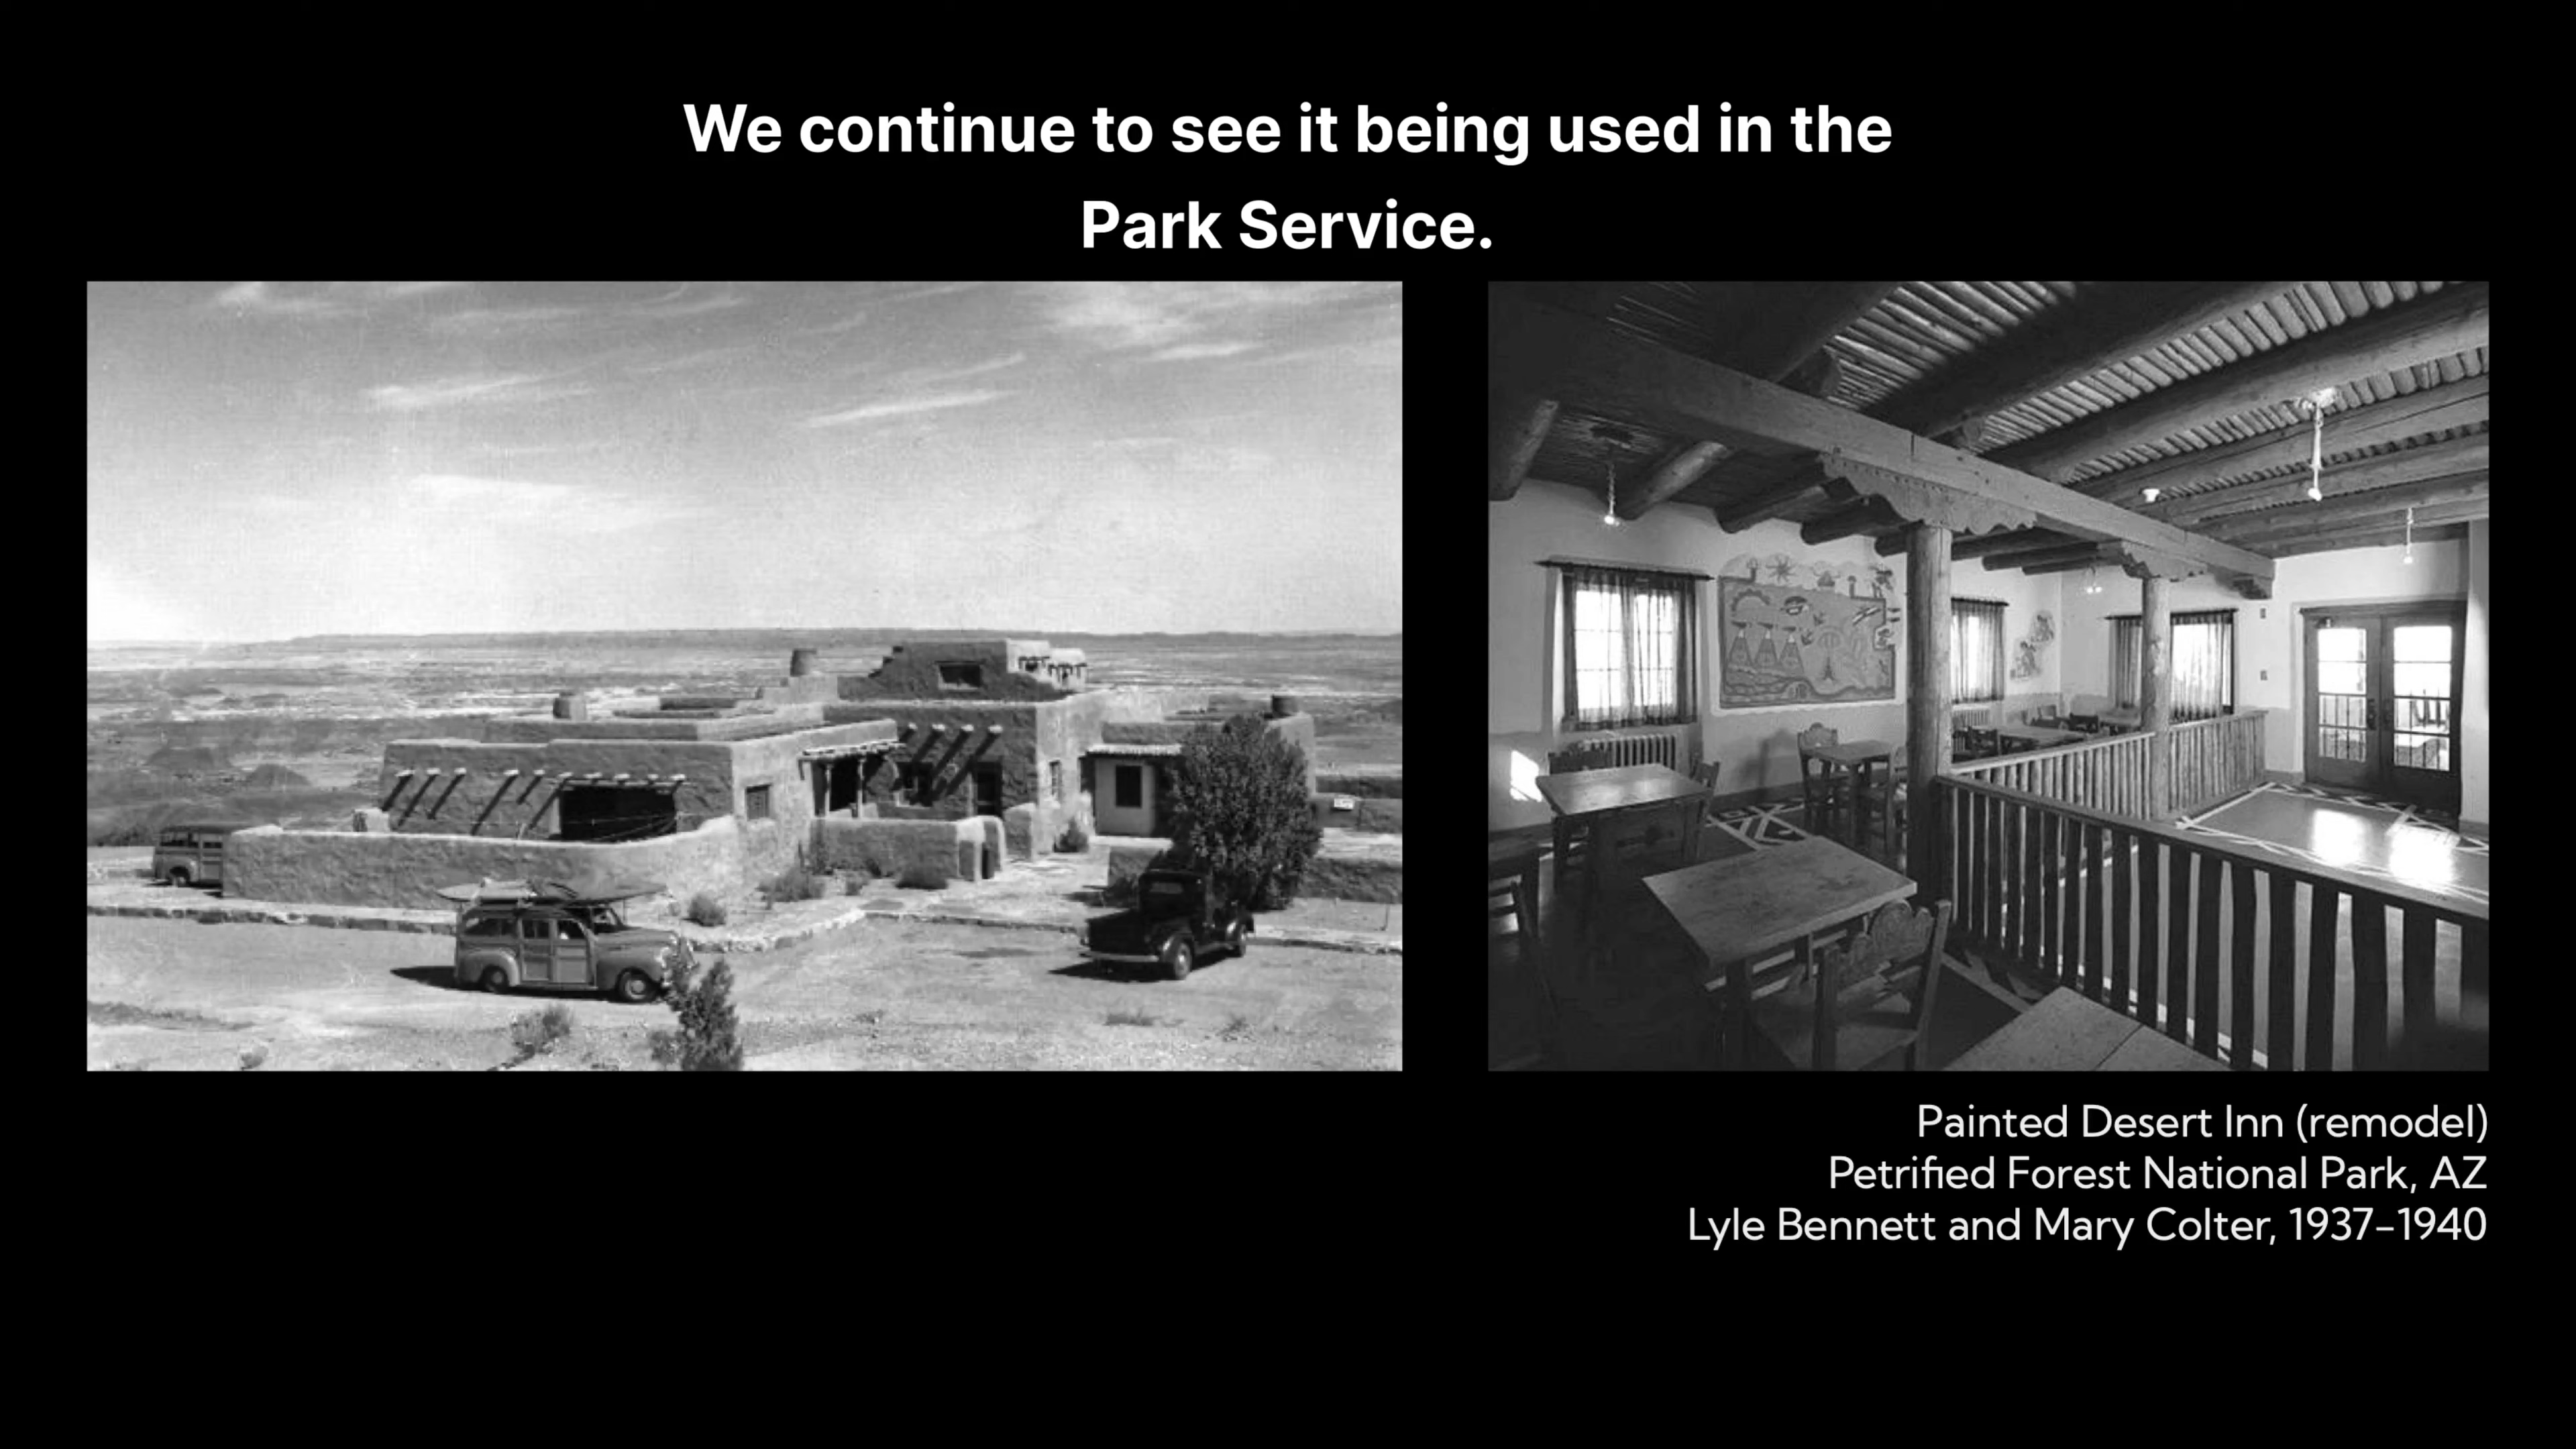 We continue to see it being used in the
Park Service.
Painted Desert Inn (remodel)
Petrified Forest National Park, AZ
Lyle Bennett and Mary Colter, 1937–1940